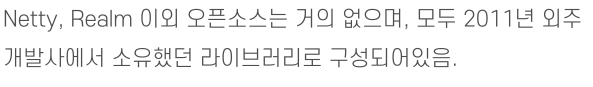 Netty, Realm 이외 오픈소스는 거의 없으며, 모두 2011년 외주
개발사에서 소유했던 라이브러리로 구성되어있음.